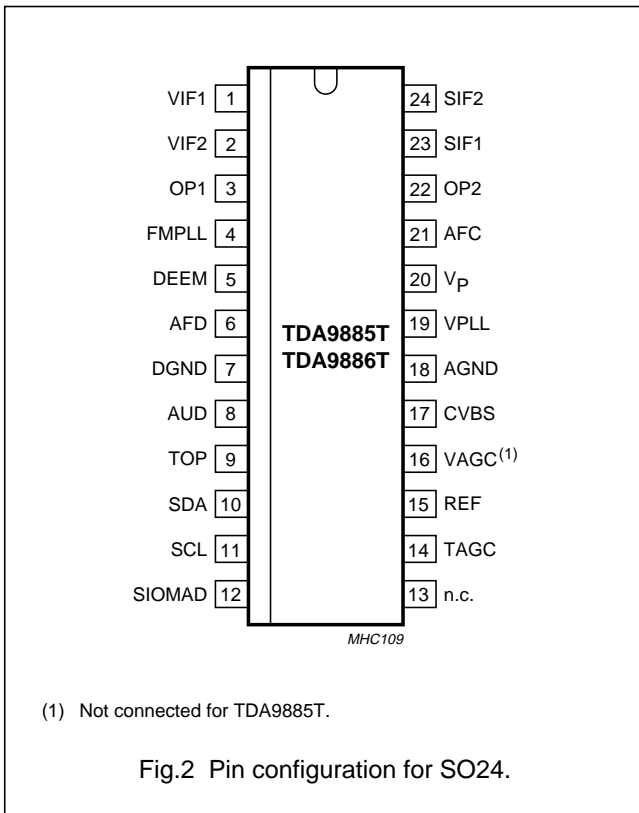 VIF1 1
VIF2 2
OP1 3
FMPLL 4
DEEM 5
AFD 6
DGND 7
AUD 8
TOP 9
SDA 10
SCL 11
SIOMAD 12
TDA9885T
TDA9886T
24 SIF2
23 SIF1
22 OP2
21 AFC
20 VP
19 VPLL
18 AGND
17 CVBS
16 VAGC(1)
15 REF
14 TAGC
13 n.c.
MHC109
(1) Not connected for TDA9885T.
Fig.2 Pin configuration for SO24.